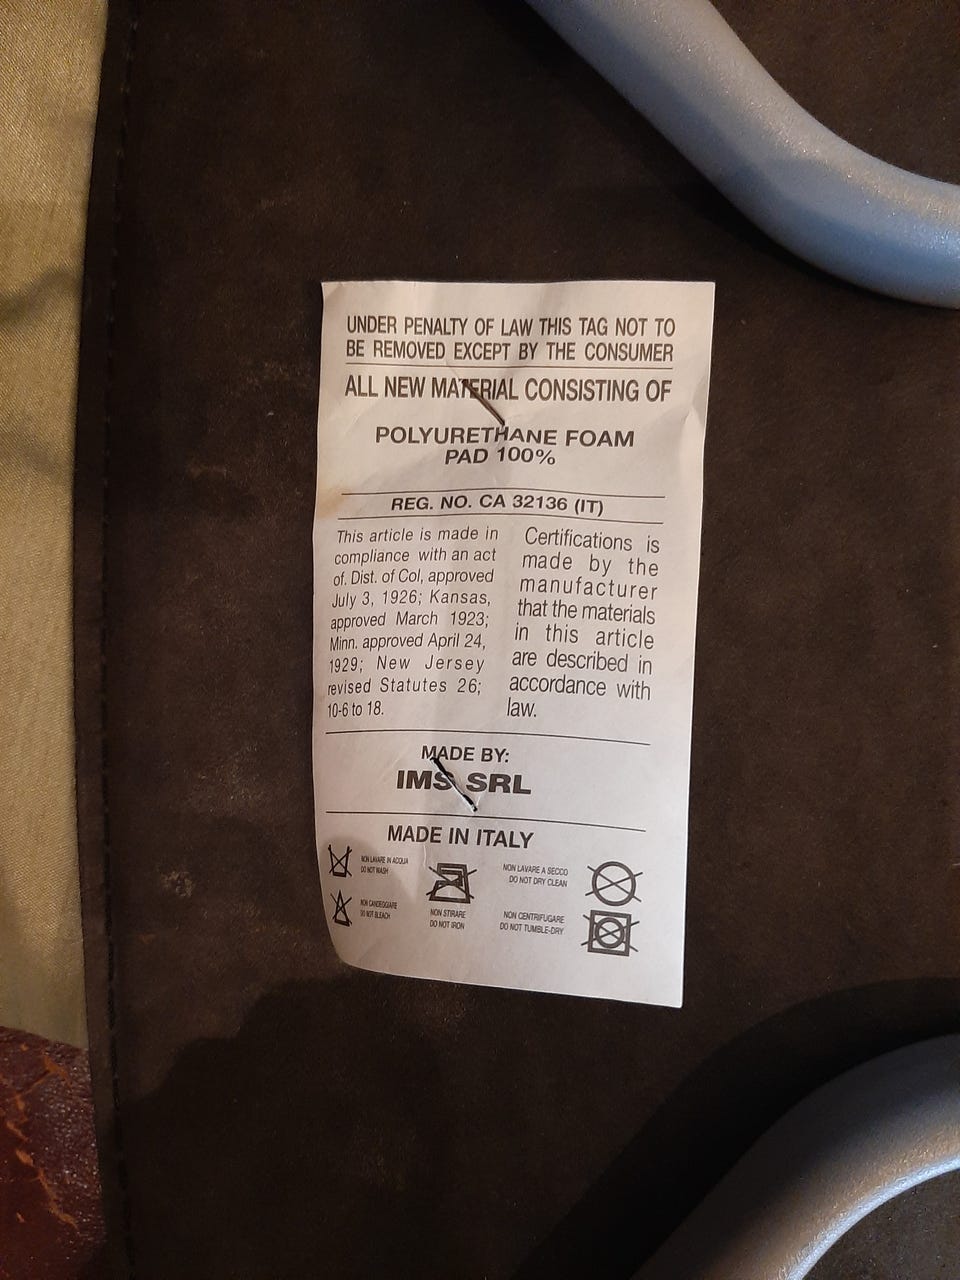 UNDER PENALTY OF LAW THIS TAG NOT TO
BE REMOVED EXCEPT BY THE CONSUMER
ALL NEW MATERIAL CONSISTING OF
POLYURETHANE FOAM
PAD 100%
REG. NO. CA 32136 (IT)
This article is made in
compliance with an act
of. Dist. of Col, approved
July 3, 1926; Kansas,
approved March 1923;
Minn. approved April 24,
1929; New Jersey
revised Statutes 26;
10-6 to 18.
Certifications is
made by the
manufacturer
that the materials
in this article
are described in
accordance with
law.
MADE BY:
IMS SRL
MADE IN ITALY
NON LAVARE IN ACQUA
DO NOT WASH
NON CANDEGGIARE
DO NOT BLEACH
NON STIRARE
DO NOT IRON
NON LAVARE A SECCO
DO NOT DRY CLEAN
NON CENTRIFUGARE
DO NOT TUMBLE-DRY